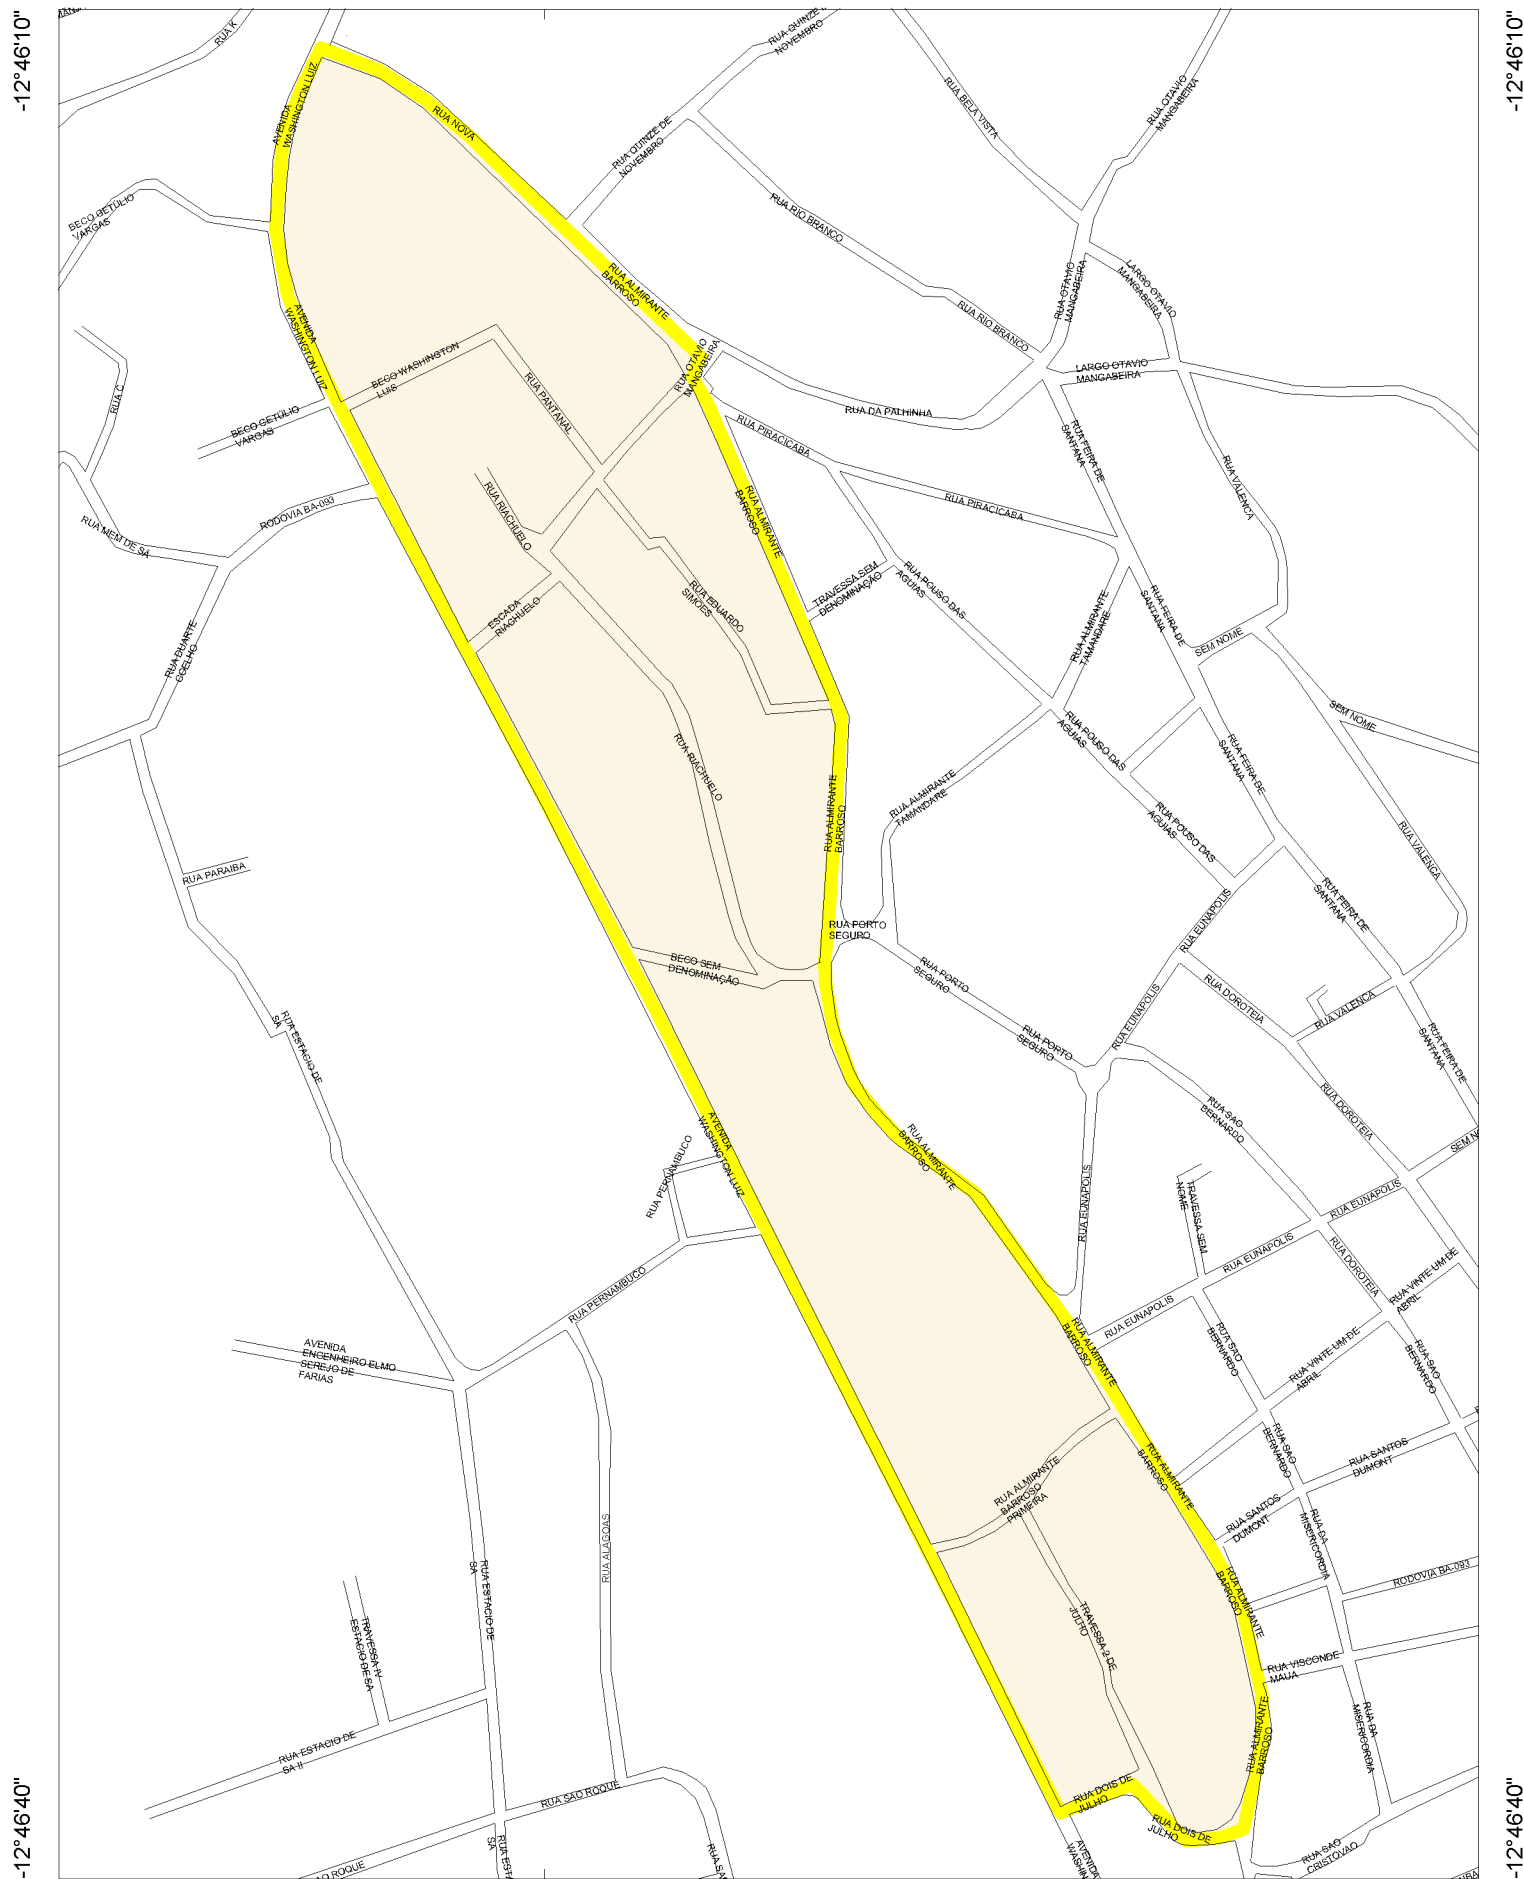 -12°46'10"
-12°46'10"
RUA K
RUA QUINZE D
NOVEMBRO
AVENIDA
WASHINGTON LUIZ
RUA NOVA
RUA QUINZE DE
NOVEMBRO
RUA BELA VISTA
RUA OTAVIO
MANGABEIRA
BECO GETÚLIO
VARGAS
RUA RIO BRANCO
RUA ALMIRANTE
BARROSO
RUA OTAVIO
MANGABEIRA
LARGO OTAVIO
MANGABEIRA
AVENIDA
WASHINGTON LUIZ
RUA RIO BRANCO
BECO WASHINGTON
LUIS
RUA OTAVIO
MANGABEIRA
LARGO OTAVIO
MANGABEIRA
RUA C
RUA PANTANAL
RUA DA PALHINHA
BECO GETÚLIO
VARGAS
RUA PIRACICABA
RUA FEIRA DE
SANTANA
RUA VALENCA
RUA RIACHUELO
RUA ALMIRANTE
BARROSO
RUA PIRACICABA
RODOVIA BA-093
RUA MEM DE SÁ
TRAVESSA SEM
DENOMINAÇÃO
RUA POUSO DAS
AGUIAS
ESCADA
RIACHUELO
RUA EDUARDO
SIMOES
RUA ALMIRANTE
TAMANDARE
RUA FEIRA DE
SANTANA
RUA DUARTE
COELHO
SEM NOME
SEM NOME
RUA RIACHUELO
RUA POUSO DAS
AGUIAS
RUA FEIRA DE
SANTANA
RUA ALMIRANTE
BARROSO
RUA ALMIRANTE
TAMANDARE
RUA POUSO DAS
AGUIAS
RUA VALENCA
RUA PARAIBA
RUA FEIRA DE
SANTANA
RUA PORTO
SEGURO
RUA EUNAPOLIS
BECO SEM
DENOMINAÇÃO
RUA PORTO
SEGURO
RUA DOROTEIA
RUA VALENCA
RUA EUNAPOLIS
RUA ESTACIO DE
SA
RUA PORTO
SEGURO
RUA FEIRA DE
SANTANA
RUA SAO
BERNARDO
RUA DOROTEIA
AVENIDA
WASHINGTON LUIZ
RUA PERNAMBUCO
RUA ALMIRANTE
BARROSO
SEM N
RUA EUNAPOLIS
TRAVESSA SEM
NOME
RUA EUNAPOLIS
RUA EUNAPOLIS
RUA DOROTEIA
RUA VINTE UM DE
ABRIL
RUA PERNAMBUCO
RUA EUNAPOLIS
AVENIDA
ENGENHEIRO ELMO
SEREJO DE
FARIAS
RUA ALMIRANTE
BARROSO
RUA SAO
BERNARDO
RUA VINTE UM DE
ABRIL
RUA SAO
BERNARDO
RUA ALMIRANTE
BARROSO
PRIMEIRA
RUA ALMIRANTE
BARROSO
RUA SAO
BERNARDO
RUA SANTOS
DUMONT
RUA SANTOS
DUMONT
RUA DA
MISERICORDIA
RUA ALAGOAS
RUA ESTACIO DE
SA
RUA ALMIRANTE
BARROSO
RODOVIA BA-093
TRAVESSA IV
ESTACIO DE SA
TRAVESSA 2 DE
JULHO
RUA VISCONDE
MAUA
RUA ESTACIO DE
SA II
RUA ALMIRANTE
BARROSO
RUA DA
MISERICORDIA
RUA SAO ROQUE
RUA DOIS DE
JULHO
RUA DOIS DE
JULHO
-12°46'40"
-12°46'40"
AO ROQUE
RUA EST
SA
RUA SA
AVENIDA
WASHIN
RUA SAO
CRISTOVAO